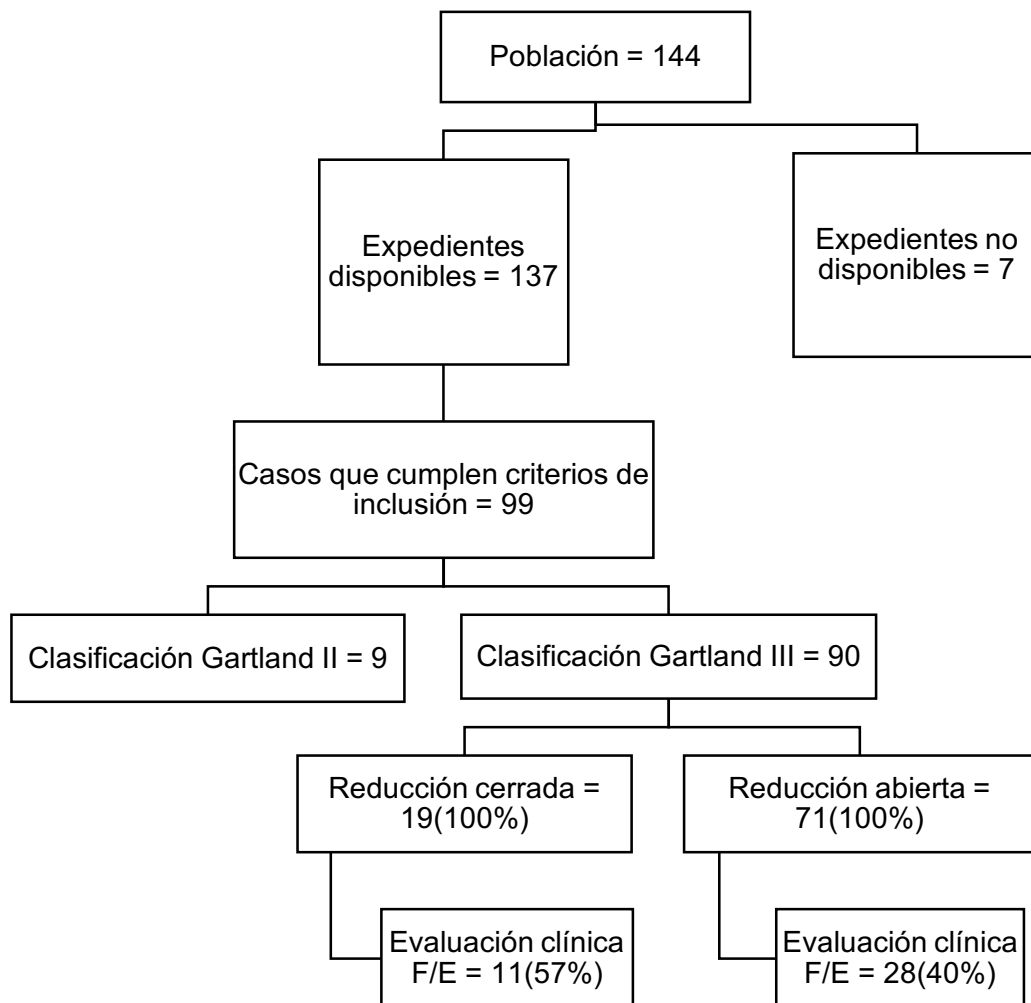 Población = 144
Expedientes
disponibles = 137
Expedientes no
disponibles = 7
Casos que cumplen criterios de
inclusión = 99
Clasificación Gartland II = 9
Clasificación Gartland III = 90
Reducción cerrada =
19(100%)
Reducción abierta =
71(100%)
Evaluación clínica
F/E = 11(57%)
Evaluación clínica
F/E = 28(40%)